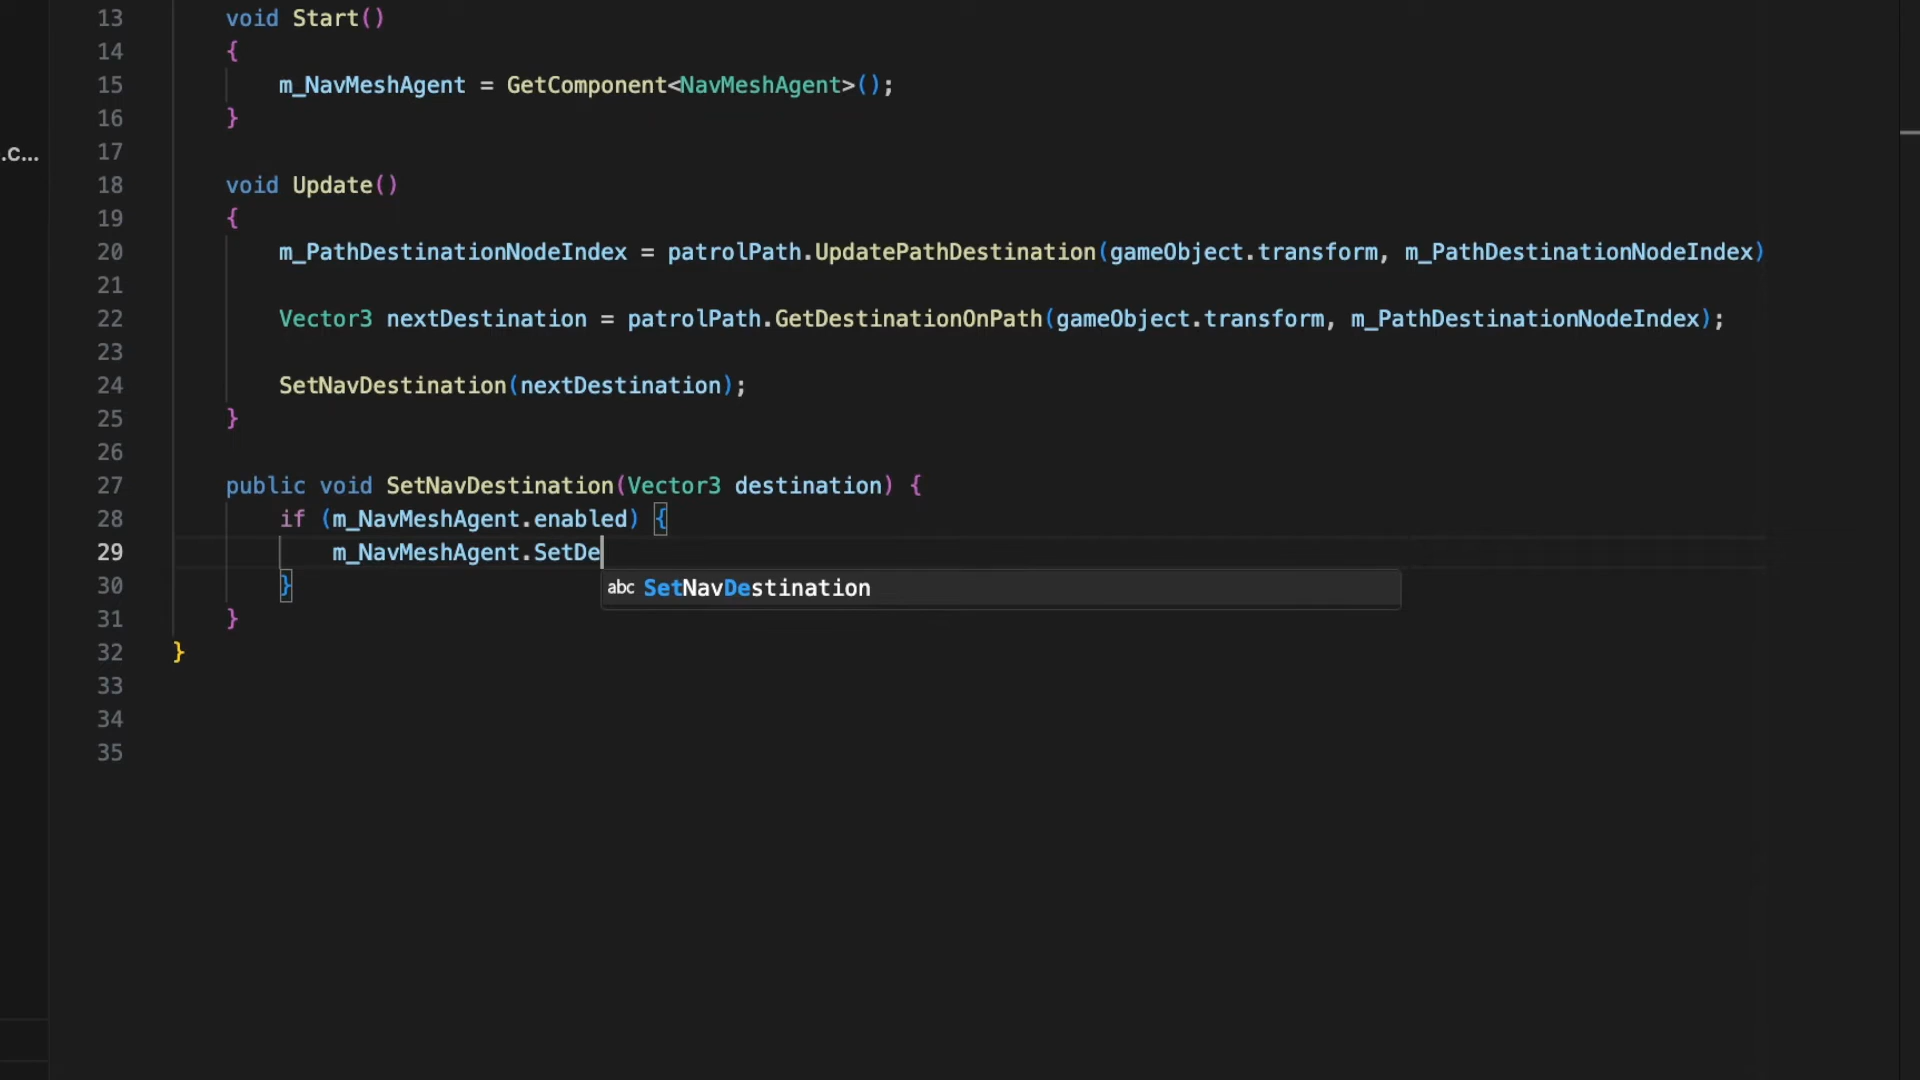 13 void Start()
14 {
.c... 15 m_NavMeshAgent = GetComponent<NavMeshAgent>();
16 }
17
18 void Update()
19 {
20 m_PathDestinationNodeIndex = patrolPath.UpdatePathDestination(gameObject.transform, m_PathDestinationNodeIndex)
21
22 Vector3 nextDestination = patrolPath.GetDestinationOnPath(gameObject.transform, m_PathDestinationNodeIndex);
23
24 SetNavDestination(nextDestination);
25 }
26
27 public void SetNavDestination(Vector3 destination) {
28 if (m_NavMeshAgent.enabled) {
29 m_NavMeshAgent.SetDe
30 }
abc SetNavDestination
31 }
32 }
33
34
35